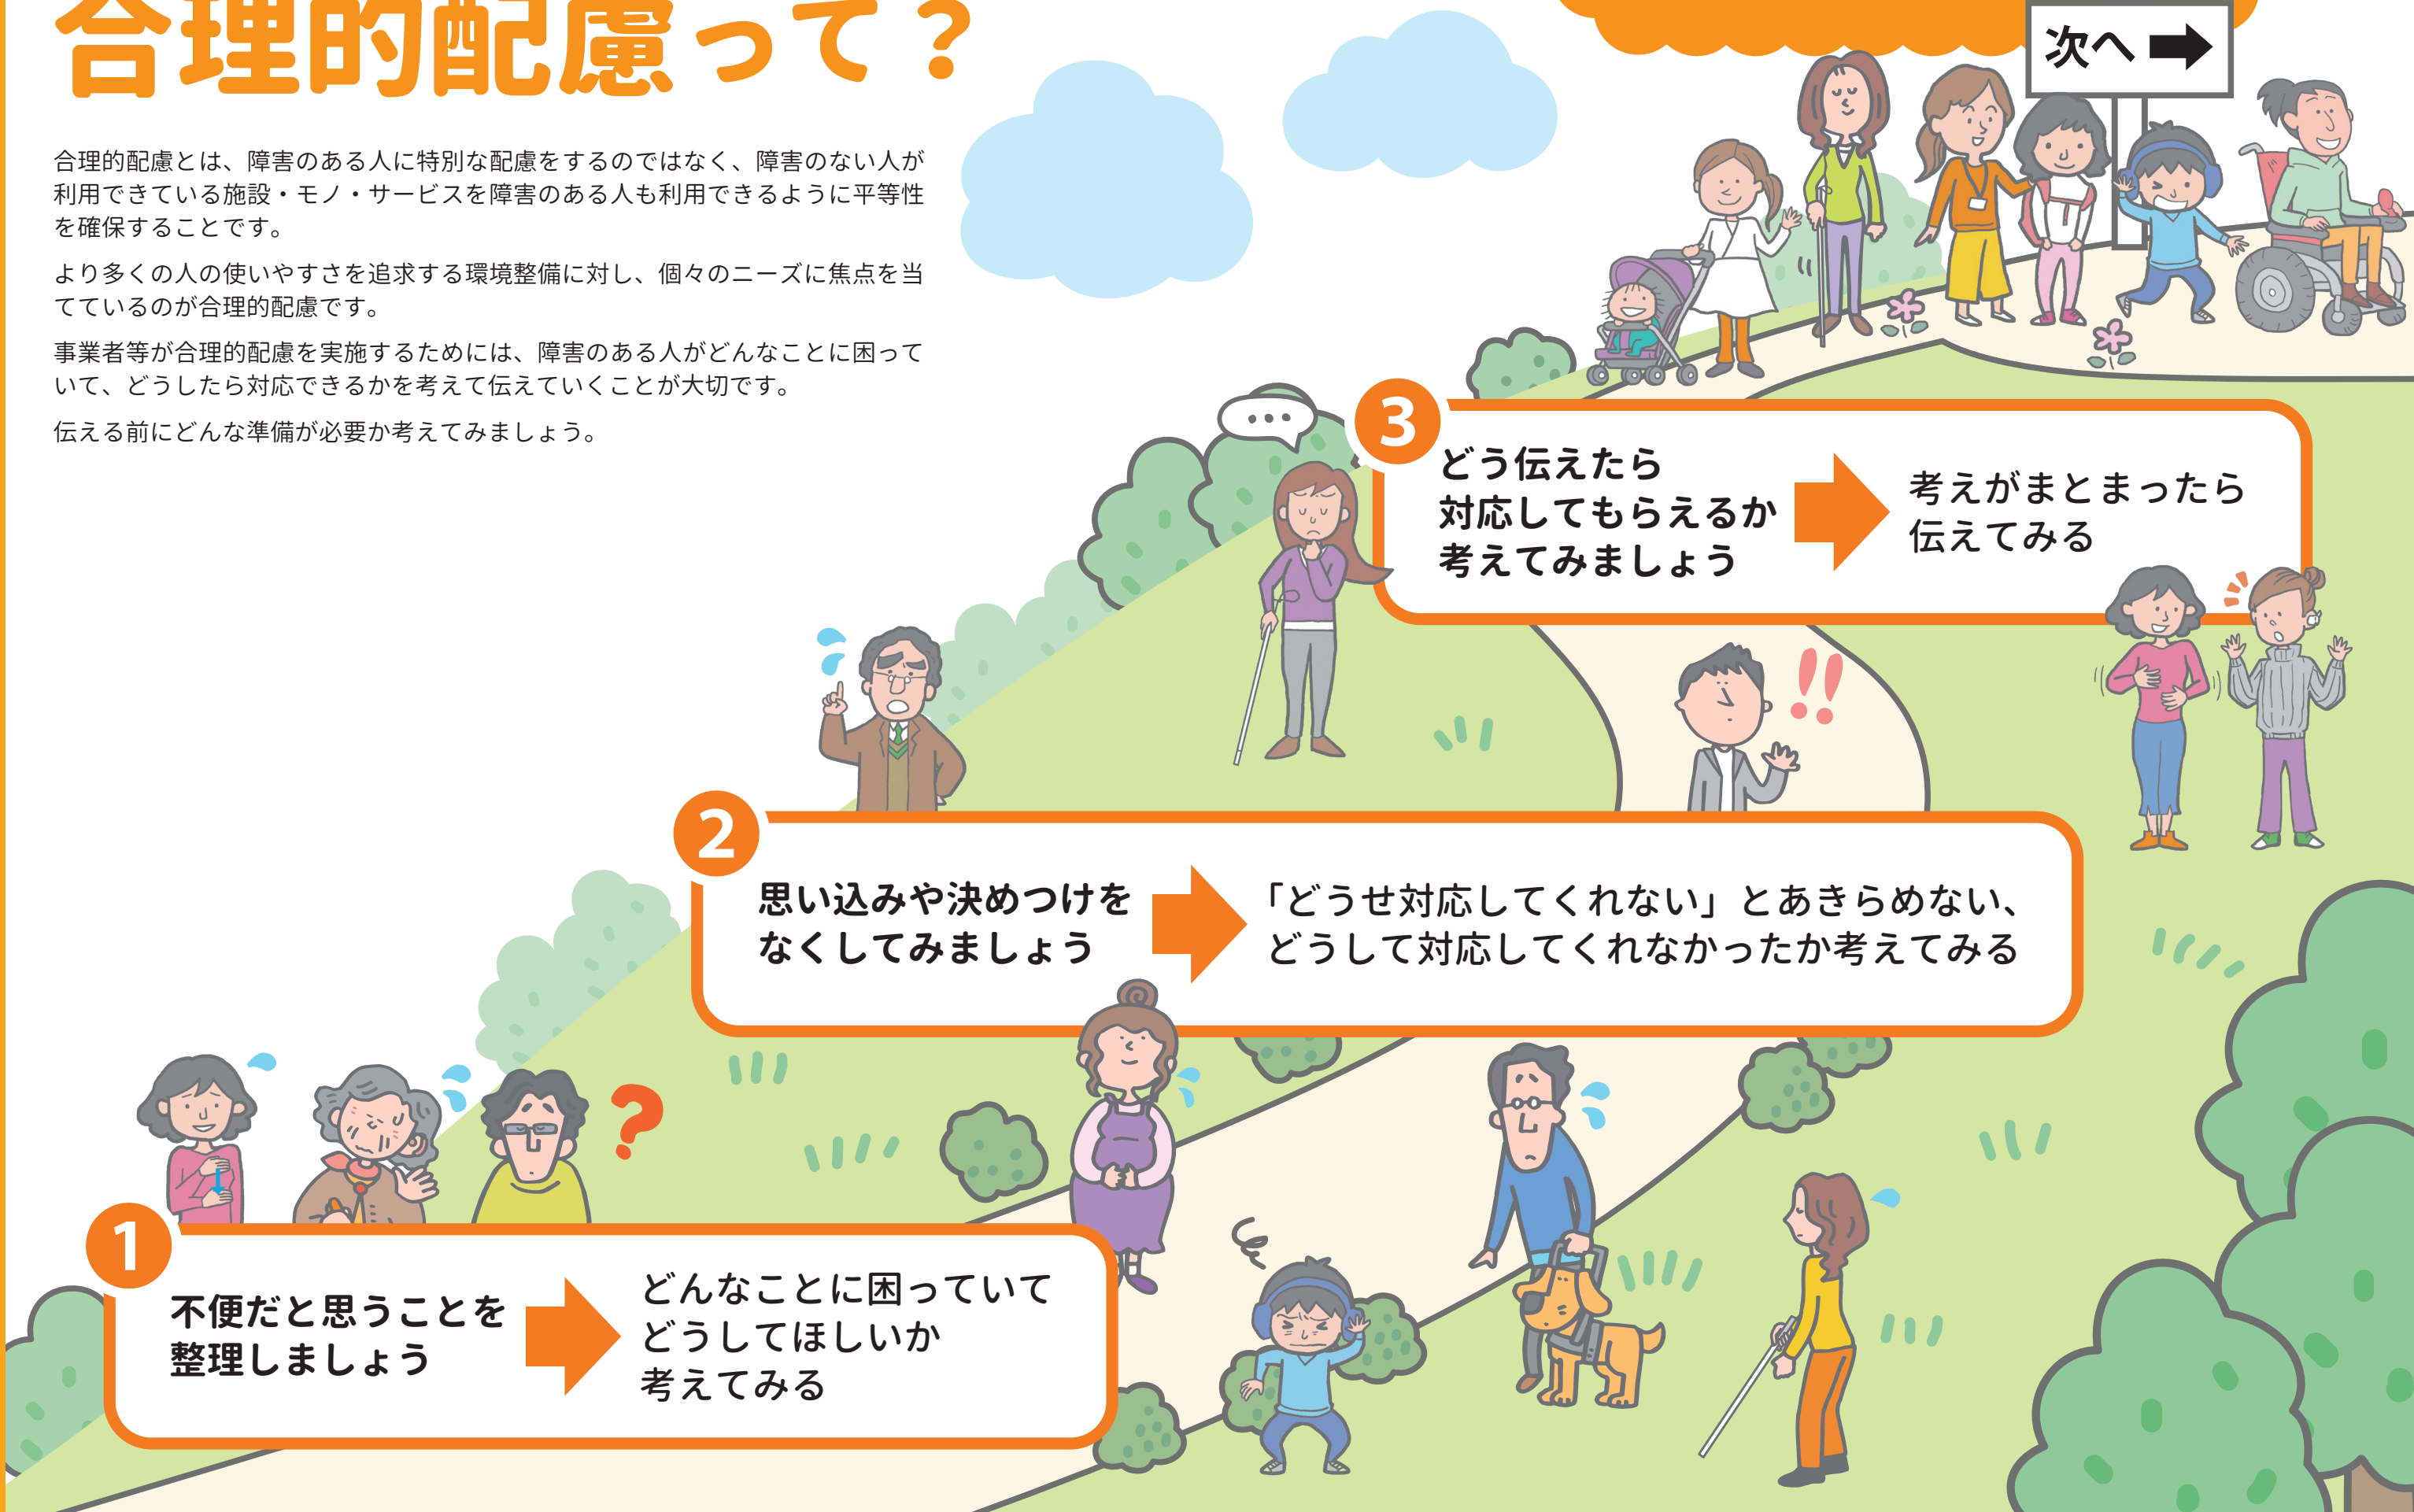 合理的配慮って？
合理的配慮とは、障害のある人に特別な配慮をするのではなく、障害のない人が
利用できている施設・モノ・サービスを障害のある人も利用できるように平等性
を確保することです。
より多くの人の使いやすさを追求する環境整備に対し、個々のニーズに焦点を当
てているのが合理的配慮です。
事業者等が合理的配慮を実施するためには、障害のある人がどんなことに困って
いて、どうしたら対応できるかを考えて伝えていくことが大切です。
伝える前にどんな準備が必要か考えてみましょう。
次へ
3
どう伝えたら
対応してもらえるか
考えてみましょう
考えがまとまったら
伝えてみる
2
思い込みや決めつけを
なくしてみましょう
「どうせ対応してくれない」とあきらめない、
どうして対応してくれなかったか考えてみる
1
不便だと思うことを
整理しましょう
どんなことに困っていて
どうしてほしいか
考えてみる